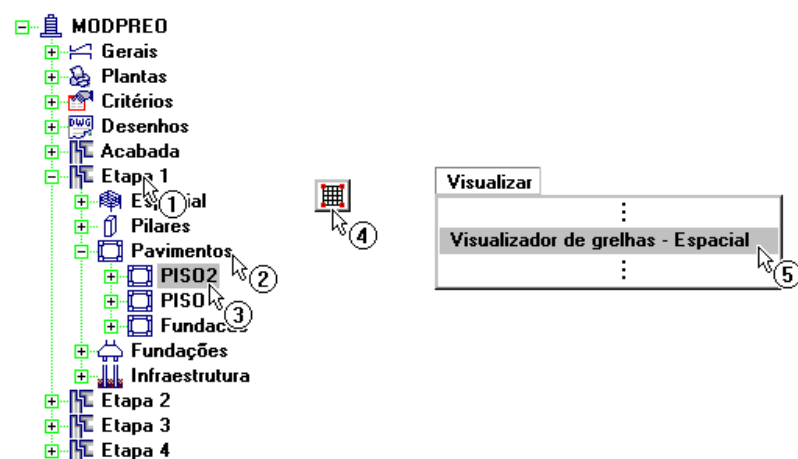 MODPREO
Gerais
Plantas
Critérios
DWG
Desenhos
Acabada
Etapa 1
1
Pilares
Pavimentos
2
PISO2
PISO
3
Fundações
Infraestrutura
Etapa 2
Etapa 3
Etapa 4
4
Visualizar
Visualizador de grelhas - Espacial
5